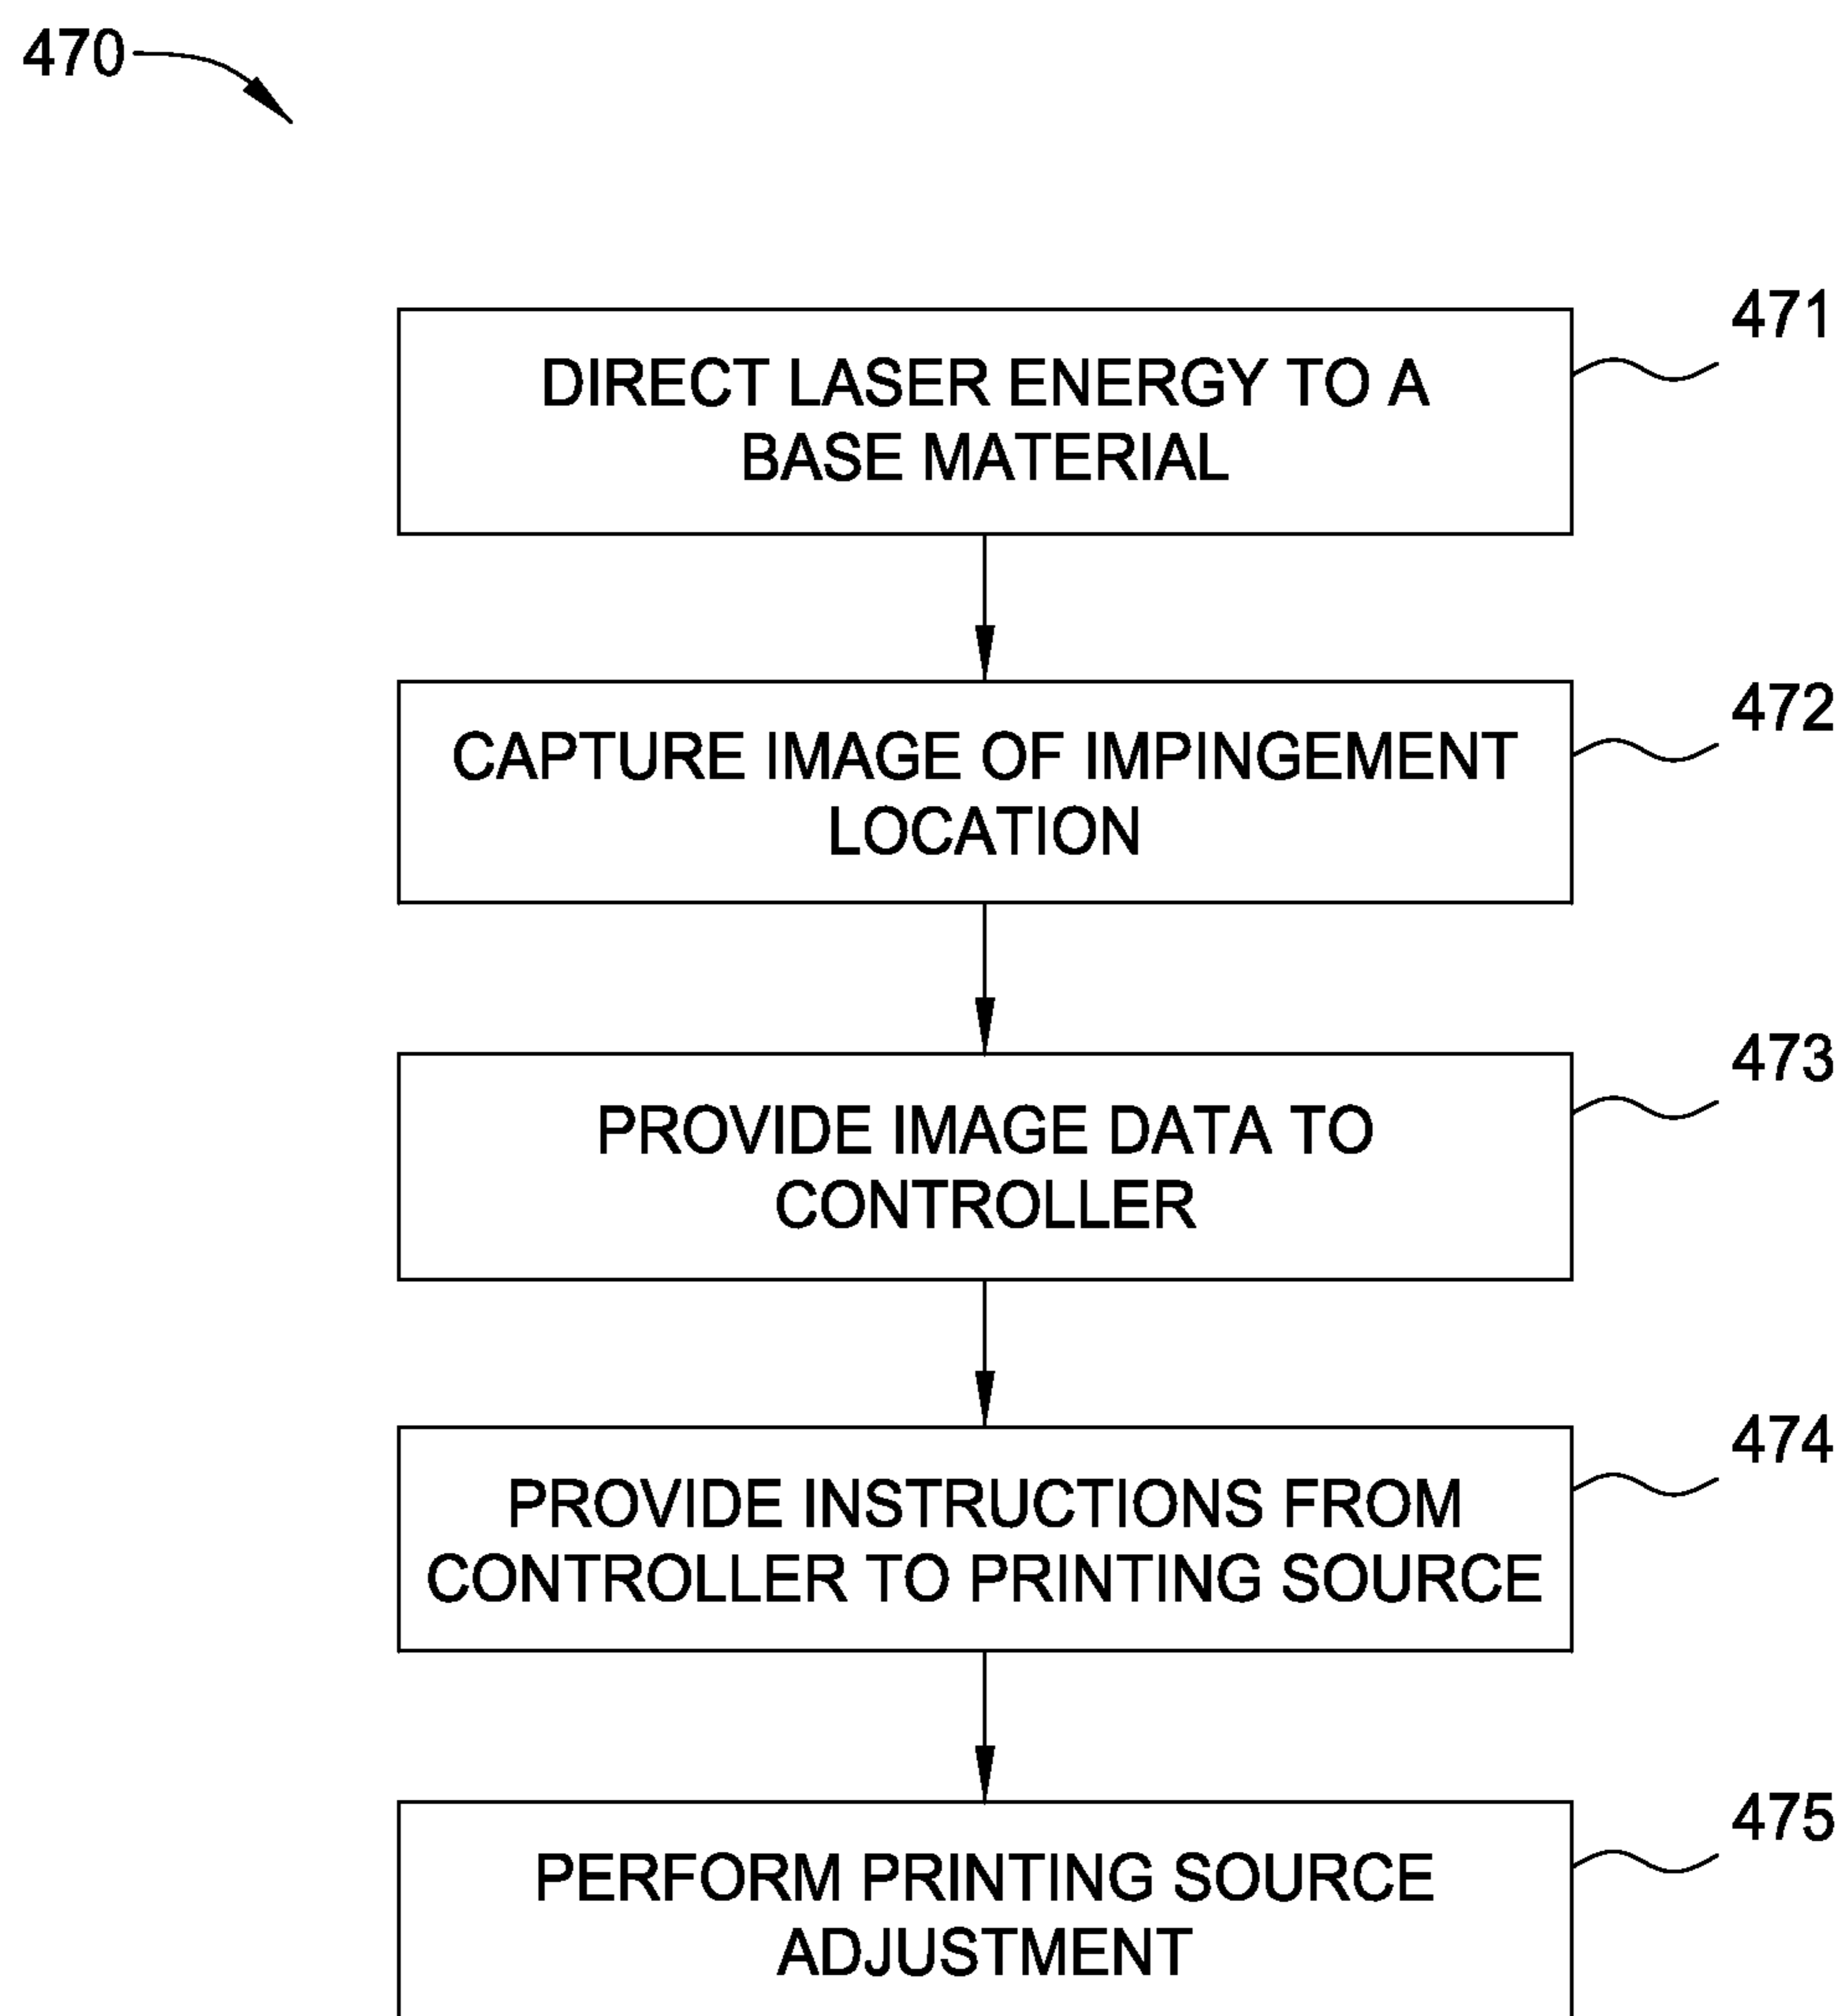 470
471
DIRECT LASER ENERGY TO A
BASE MATERIAL
472
CAPTURE IMAGE OF IMPINGEMENT
LOCATION
473
PROVIDE IMAGE DATA TO
CONTROLLER
474
PROVIDE INSTRUCTIONS FROM
CONTROLLER TO PRINTING SOURCE
475
PERFORM PRINTING SOURCE
ADJUSTMENT